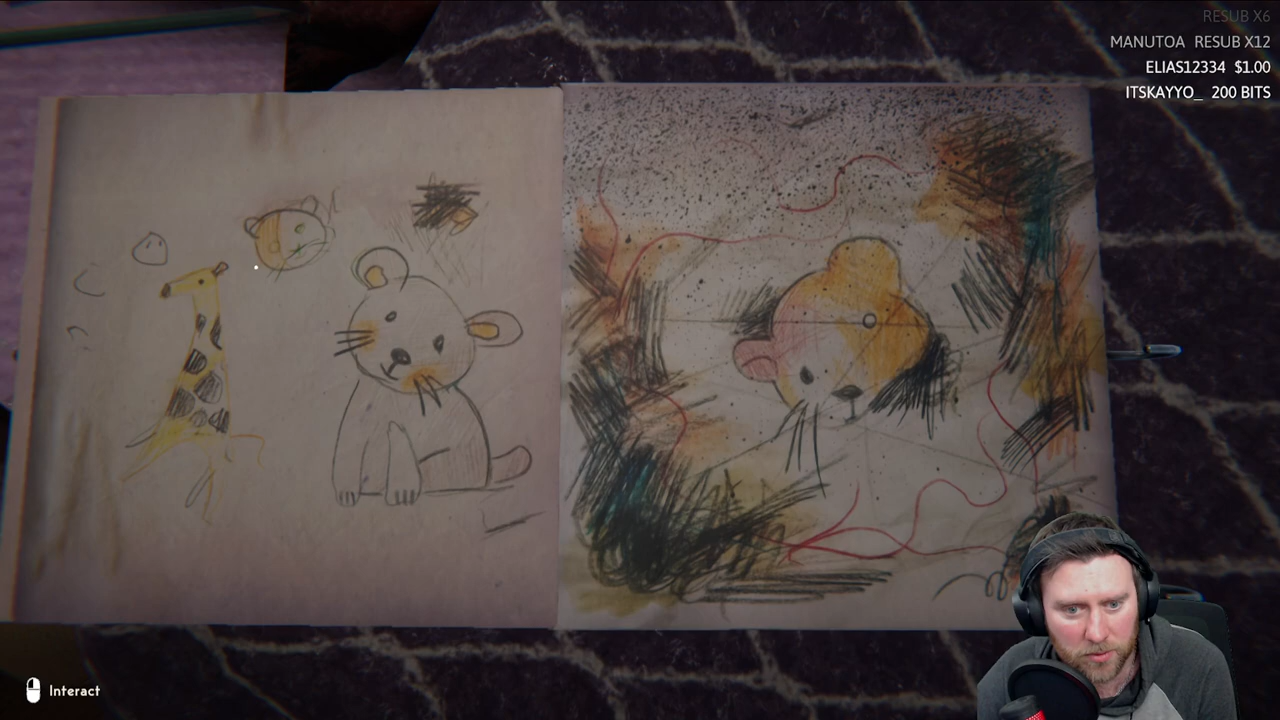 RESUB X6
MANUTOA RESUB X12
ELIAS12334 $1.00
ITSKAYYO_ 200 BITS
Interact